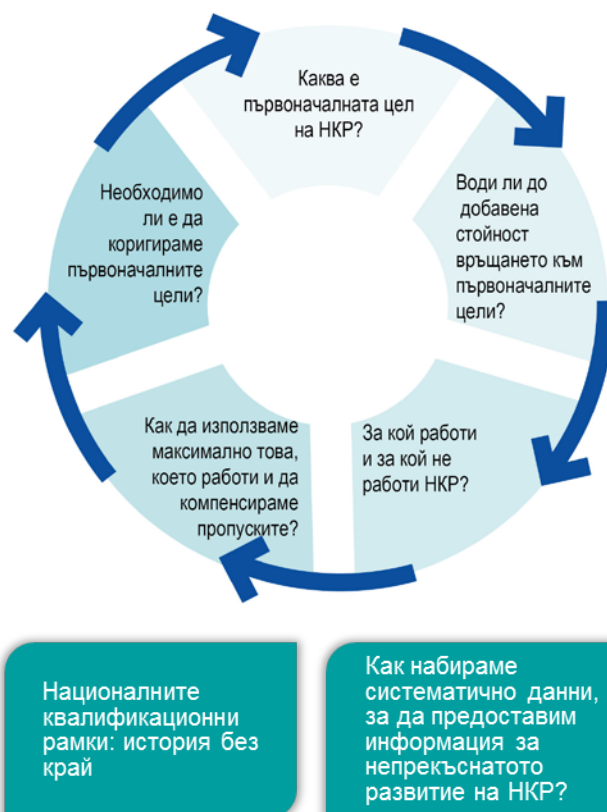 Каква е
първоначалната цел
на НКР?
Води ли до
добавена
стойност
връщането към
първоначалните
цели?
За кой работи
и за кой не
работи НКР?
Как да използваме
максимално това,
което работи и да
компенсираме
пропуските?
Необходимо
ли е да
коригираме
първоначалните
цели?
Националните
квалификационни
рамки: история без
край
Как набираме
систематично данни,
за да предоставим
информация за
непрекъснатото
развитие на НКР?